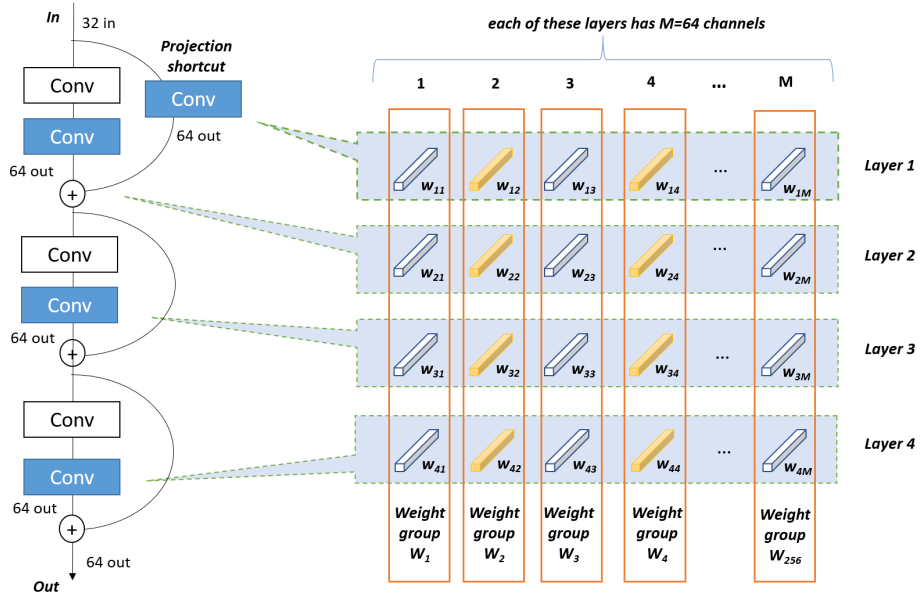 In
32 in
each of these layers has M=64 channels
Projection
shortcut
Conv
Conv
Conv
64 out
64 out
+
Conv
Conv
64 out
+
Conv
Conv
64 out
+
64 out
Out
1 2 3 4 ... M
w11 w12 w13 w14 ... w1M
Layer 1
w21 w22 w23 w24 ... w2M
Layer 2
w31 w32 w33 w34 ... w3M
Layer 3
w41 w42 w43 w44 ... w4M
Layer 4
Weight
group
W1
Weight
group
W2
Weight
group
W3
Weight
group
W4
Weight
group
W256